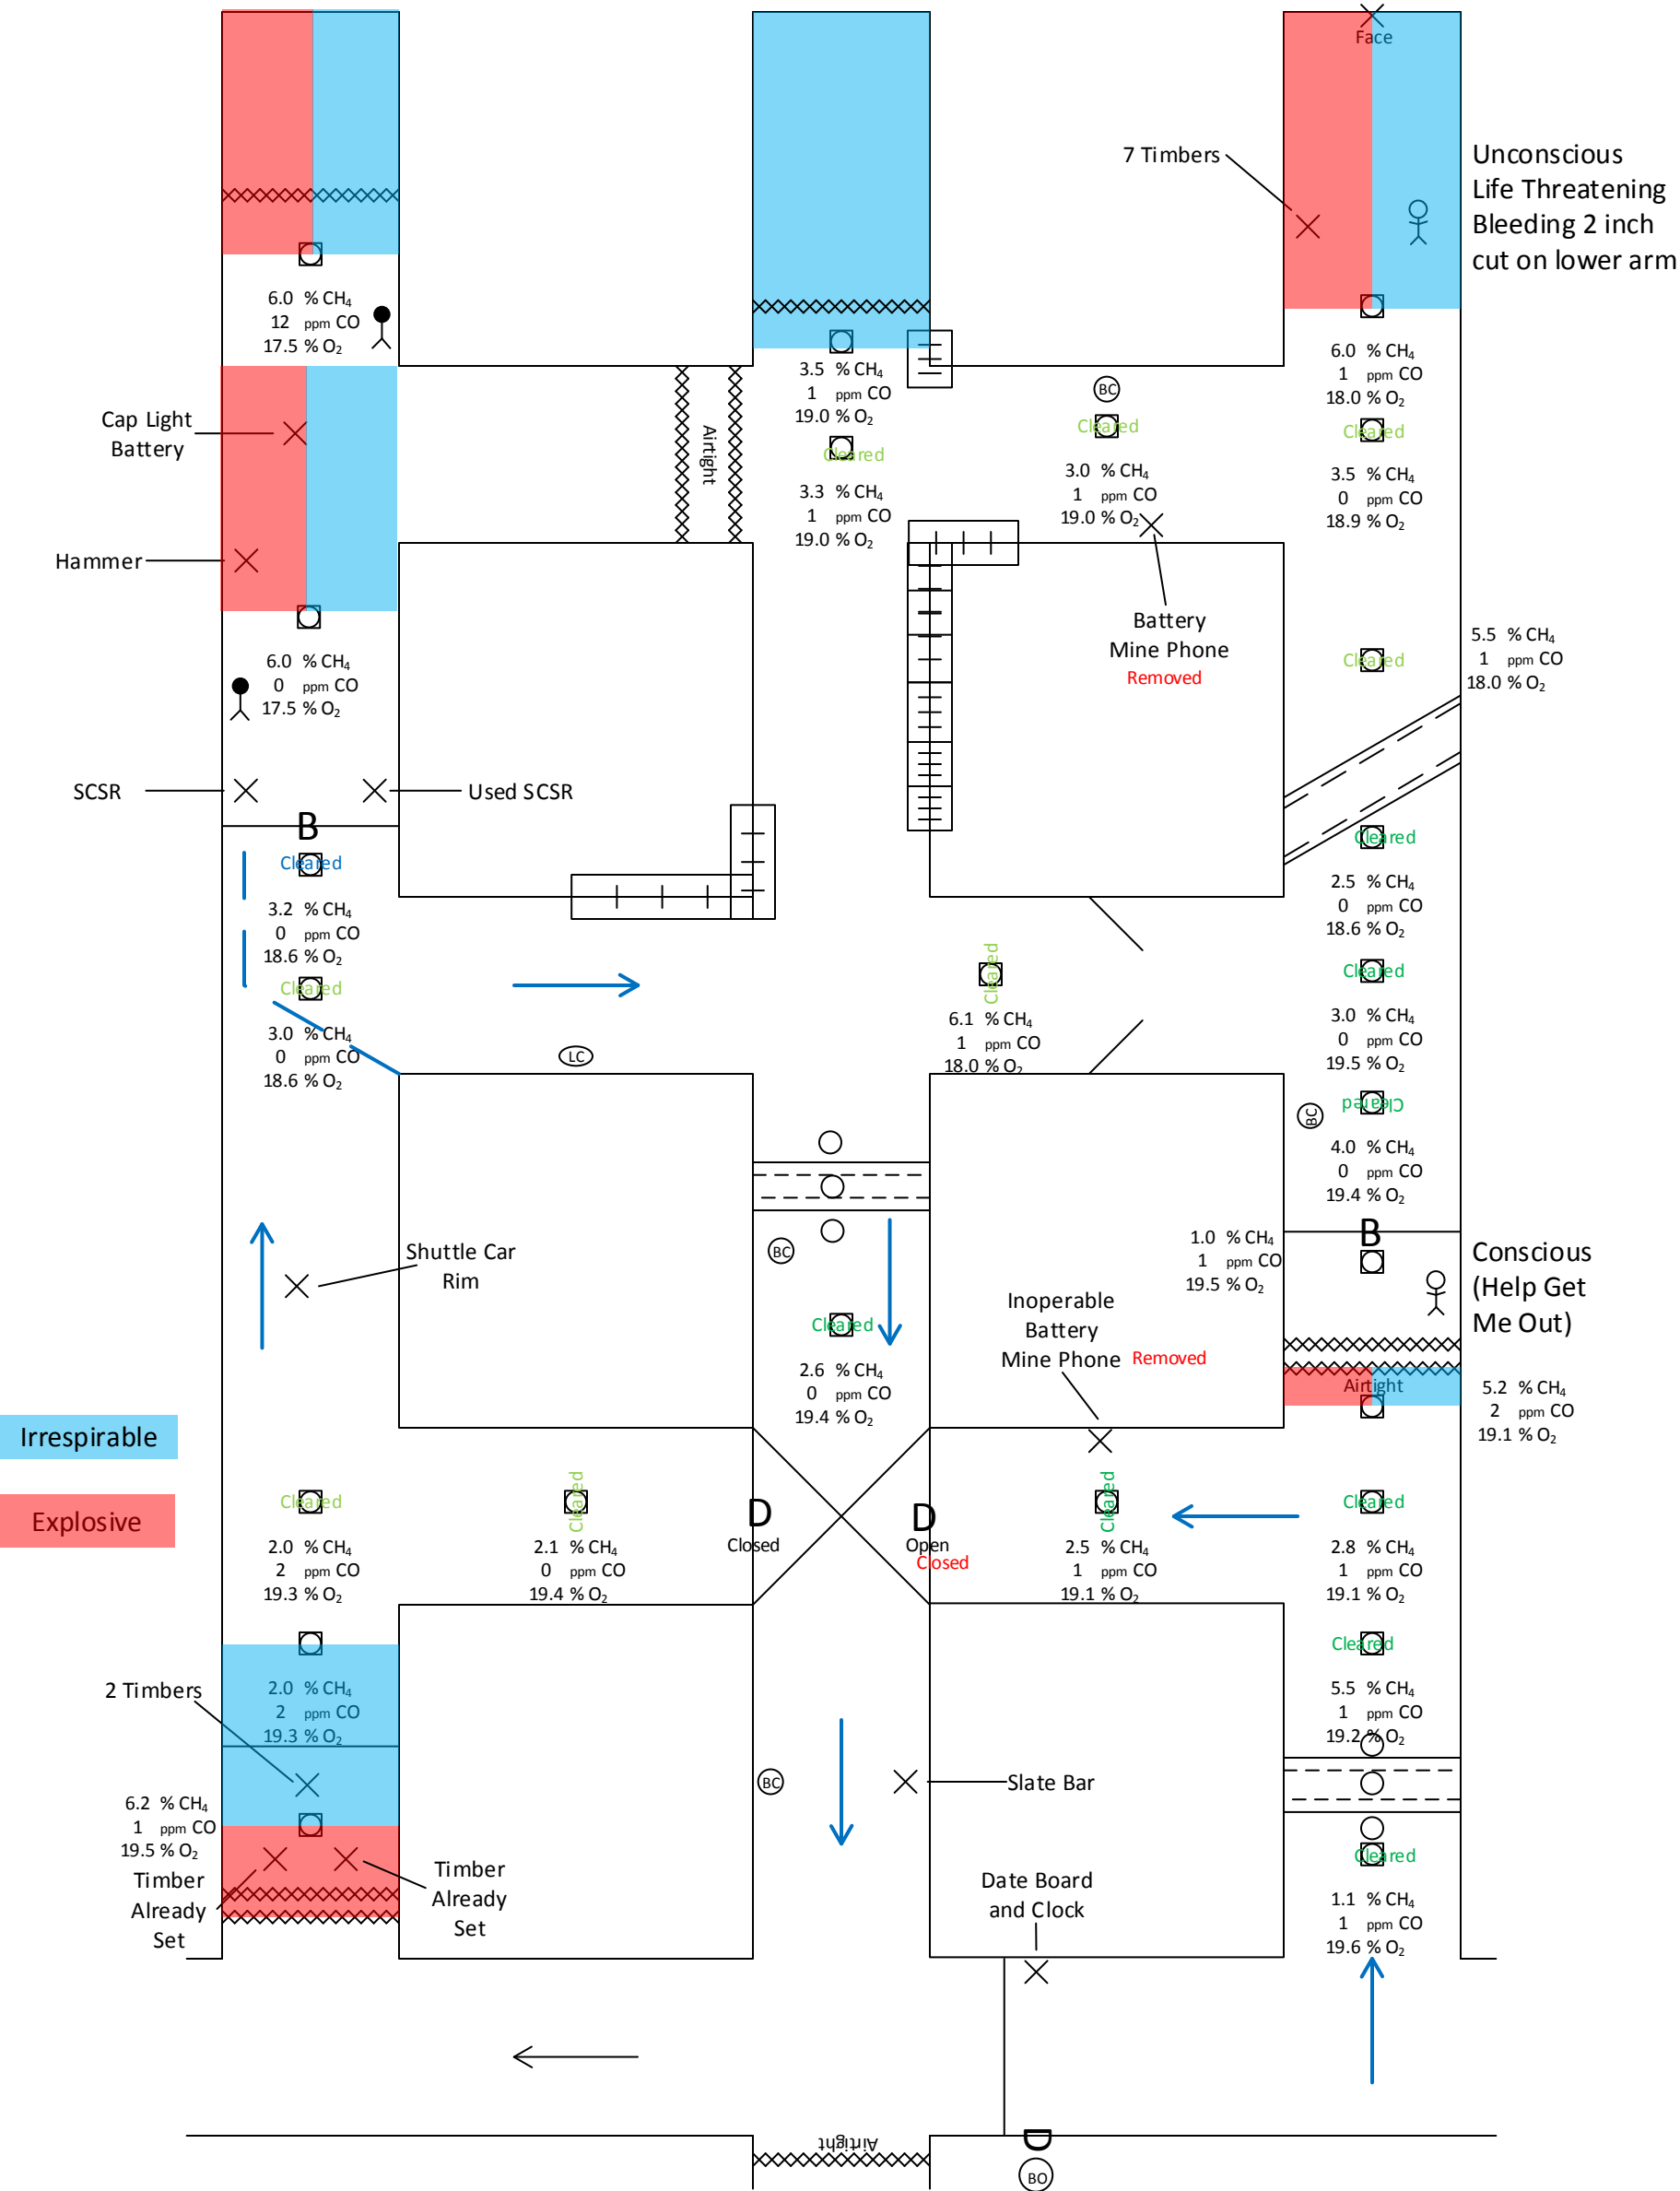 Face
7 Timbers
Unconscious
Life Threatening
Bleeding 2 inch
cut on lower arm
6.0 % CH₄
12 ppm CO
17.5 % O₂
3.5 % CH₄
1 ppm CO
19.0 % O₂
BC
6.0 % CH₄
1 ppm CO
18.0 % O₂
Cap Light
Battery
Airtight
Cleared
3.3 % CH₄
1 ppm CO
19.0 % O₂
Cleared
3.0 % CH₄
1 ppm CO
19.0 % O₂
Cleared
3.5 % CH₄
0 ppm CO
18.9 % O₂
Hammer
Battery
Mine Phone
Removed
Cleared
5.5 % CH₄
1 ppm CO
18.0 % O₂
6.0 % CH₄
0 ppm CO
17.5 % O₂
SCSR
Used SCSR
B
Cleared
3.2 % CH₄
0 ppm CO
18.6 % O₂
Cleared
2.5 % CH₄
0 ppm CO
18.6 % O₂
Cleared
3.0 % CH₄
0 ppm CO
18.6 % O₂
LC
Cleared
6.1 % CH₄
1 ppm CO
18.0 % O₂
Cleared
3.0 % CH₄
0 ppm CO
19.5 % O₂
BC
Cleared
4.0 % CH₄
0 ppm CO
19.4 % O₂
Shuttle Car
Rim
BC
1.0 % CH₄
1 ppm CO
19.5 % O₂
B
Conscious
(Help Get
Me Out)
Cleared
2.6 % CH₄
0 ppm CO
19.4 % O₂
Inoperable
Battery
Mine Phone
Removed
Airtight
5.2 % CH₄
2 ppm CO
19.1 % O₂
Irrespirable
Explosive
Cleared
2.0 % CH₄
2 ppm CO
19.3 % O₂
Cleared
2.1 % CH₄
0 ppm CO
19.4 % O₂
D
Closed
D
Open
Closed
Cleared
2.5 % CH₄
1 ppm CO
19.1 % O₂
Cleared
2.8 % CH₄
1 ppm CO
19.1 % O₂
2 Timbers
2.0 % CH₄
2 ppm CO
19.3 % O₂
Cleared
5.5 % CH₄
1 ppm CO
19.2 % O₂
BC
Slate Bar
6.2 % CH₄
1 ppm CO
19.5 % O₂
Timber
Already
Set
Timber
Already
Set
Date Board
and Clock
Cleared
1.1 % CH₄
1 ppm CO
19.6 % O₂
Airtight
D
BO